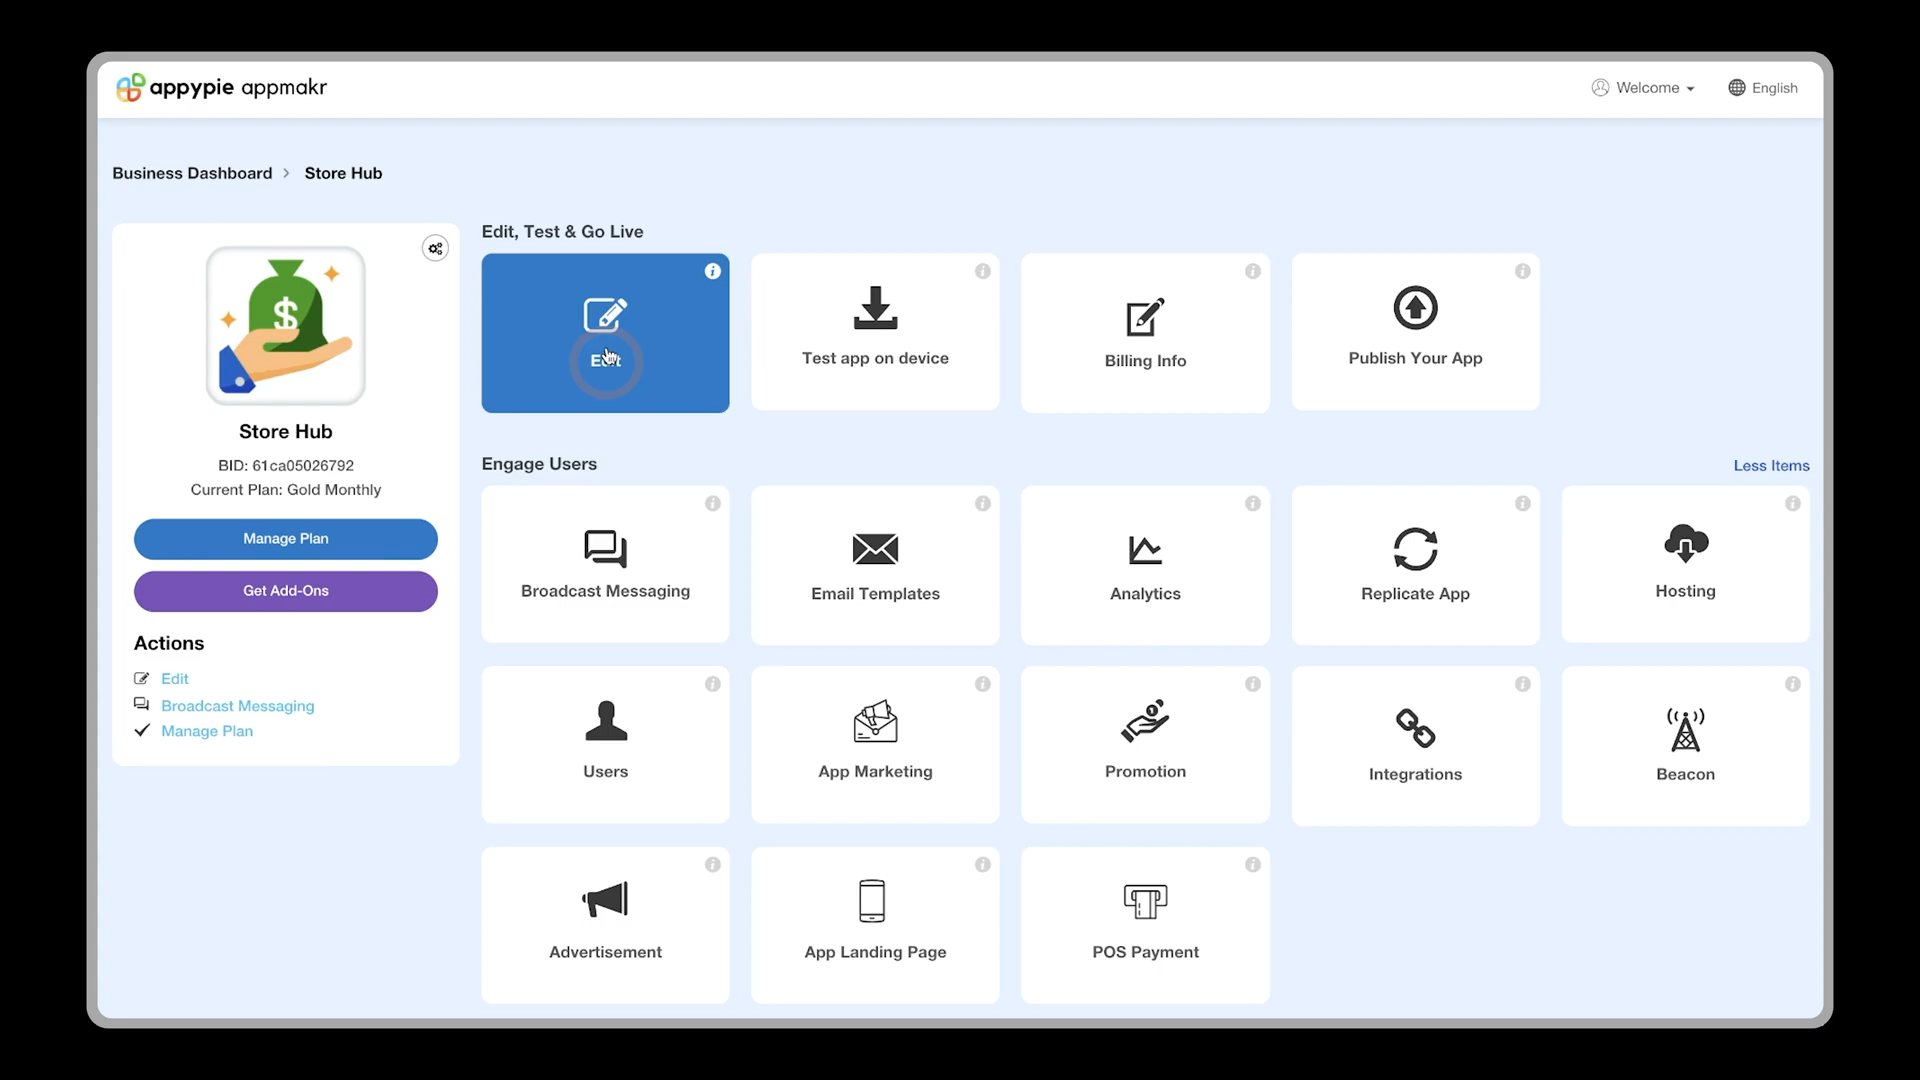 appypie appmakr
Welcome
English
Business Dashboard > Store Hub
Edit, Test & Go Live
Edit
Test app on device
Billing Info
Publish Your App
$
Store Hub
BID: 61ca05026792
Current Plan: Gold Monthly
Manage Plan
Get Add-Ons
Actions
Edit
Broadcast Messaging
Manage Plan
Engage Users
Less Items
Broadcast Messaging
Email Templates
Analytics
Replicate App
Hosting
Users
App Marketing
Promotion
Integrations
Beacon
Advertisement
App Landing Page
POS Payment